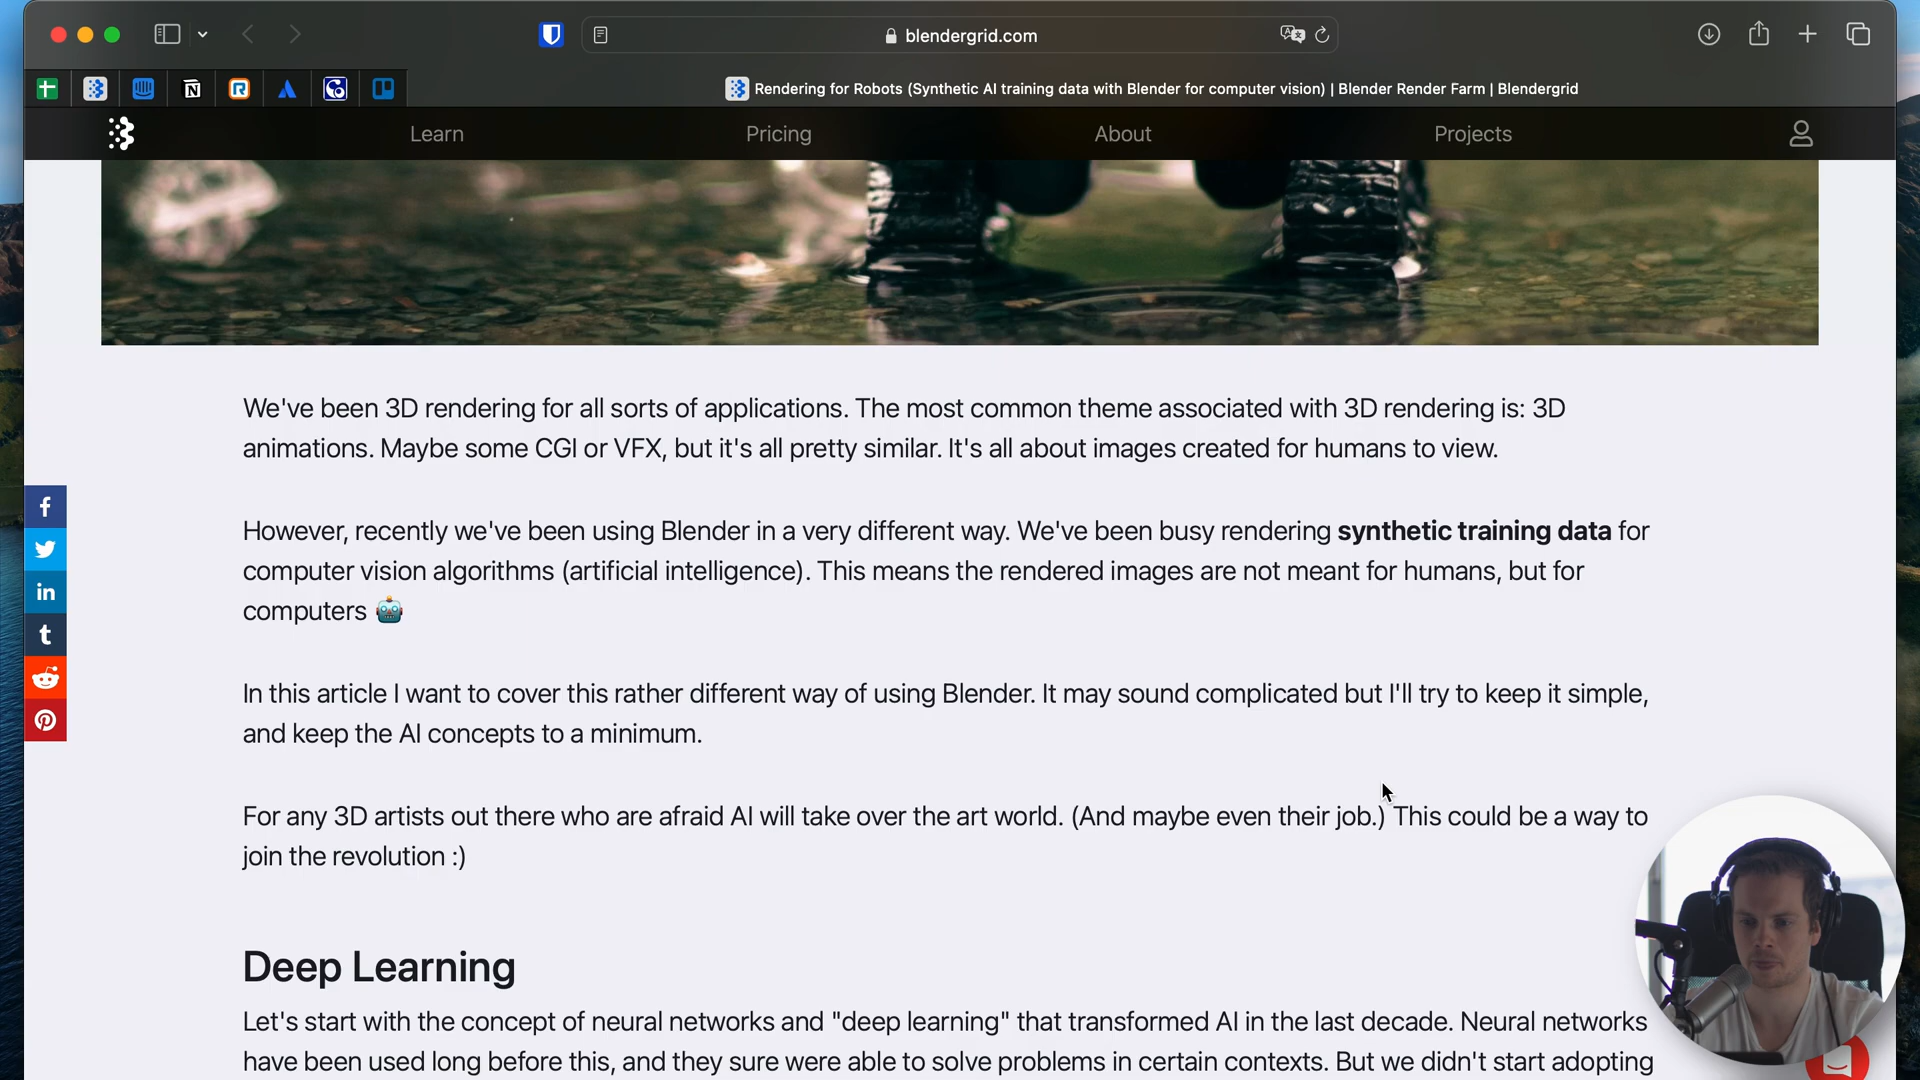 blendergrid.com
Rendering for Robots (Synthetic AI training data with Blender for computer vision) | Blender Render Farm | Blendergrid
Learn
Pricing
About
Projects
We've been 3D rendering for all sorts of applications. The most common theme associated with 3D rendering is: 3D
animations. Maybe some CGI or VFX, but it's all pretty similar. It's all about images created for humans to view.
However, recently we've been using Blender in a very different way. We've been busy rendering synthetic training data for
computer vision algorithms (artificial intelligence). This means the rendered images are not meant for humans, but for
computers 🤖
In this article I want to cover this rather different way of using Blender. It may sound complicated but I'll try to keep it simple,
and keep the AI concepts to a minimum.
For any 3D artists out there who are afraid AI will take over the art world. (And maybe even their job.) This could be a way to
join the revolution :)
Deep Learning
Let's start with the concept of neural networks and "deep learning" that transformed AI in the last decade. Neural networks
have been used long before this, and they sure were able to solve problems in certain contexts. But we didn't start adopting